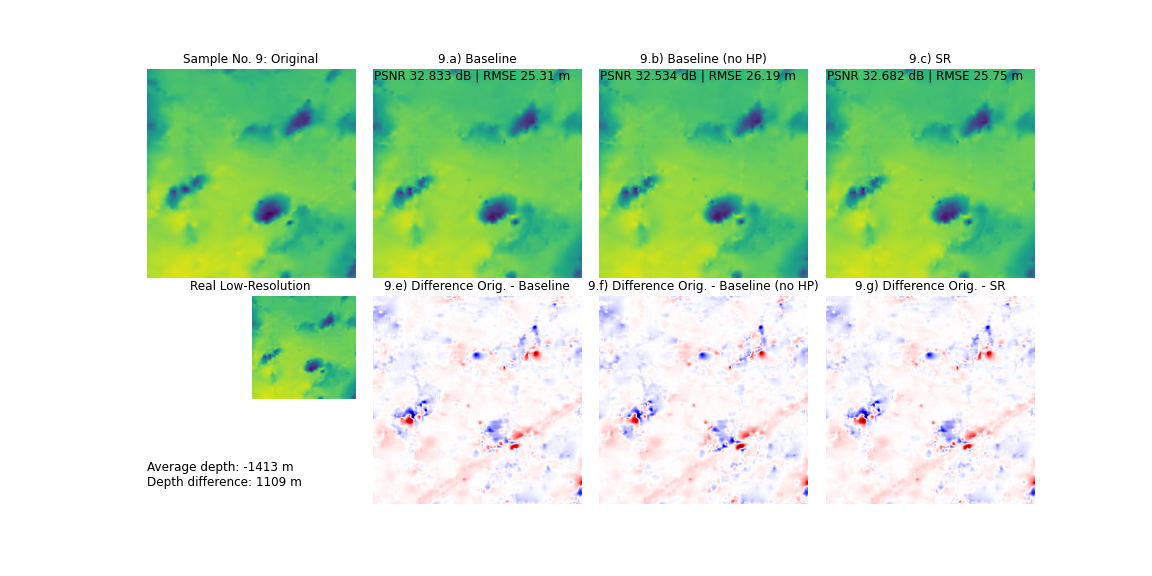 Sample No. 9: Original
9.a) Baseline
9.b) Baseline (no HP)
9.c) SR
PSNR 32.833 dB | RMSE 25.31 m
PSNR 32.534 dB | RMSE 26.19 m
PSNR 32.682 dB | RMSE 25.75 m
Real Low-Resolution
9.e) Difference Orig. - Baseline
9.f) Difference Orig. - Baseline (no HP)
9.g) Difference Orig. - SR
Average depth: -1413 m
Depth difference: 1109 m